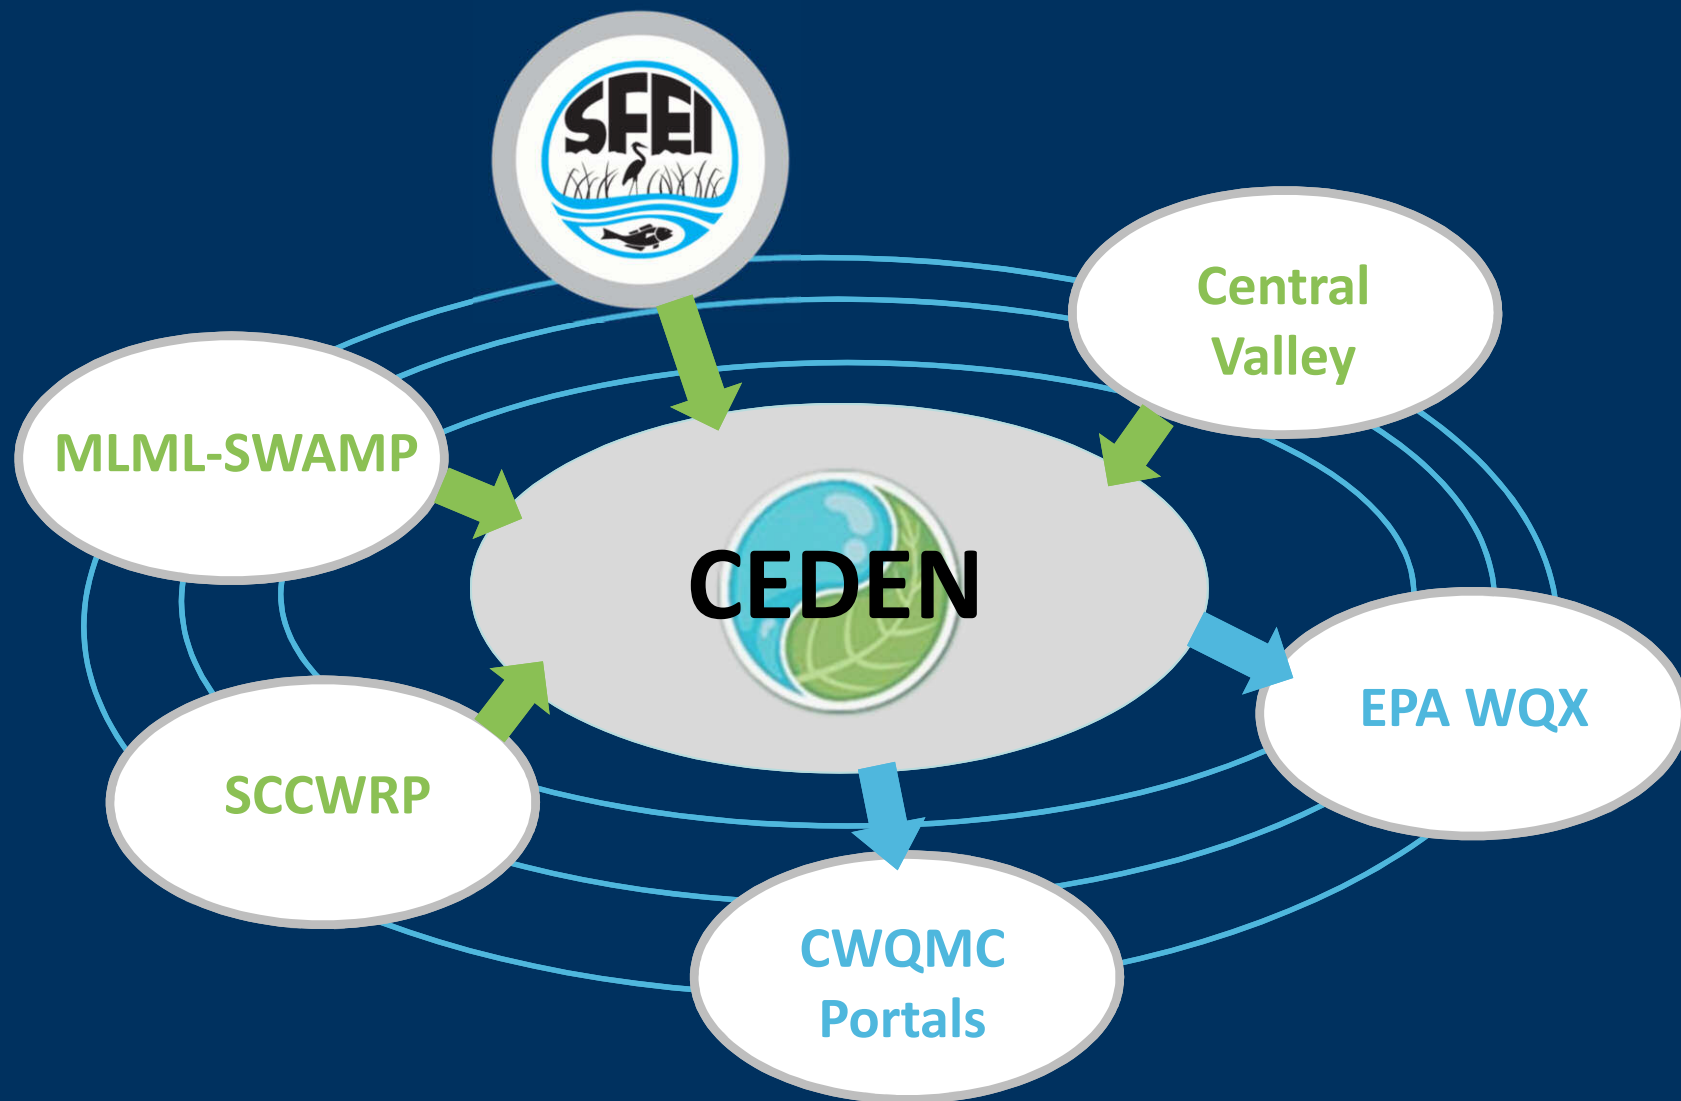 SFEI
Central
Valley
MLML-SWAMP
CEDEN
EPA WQX
SCCWRP
CWQMC
Portals